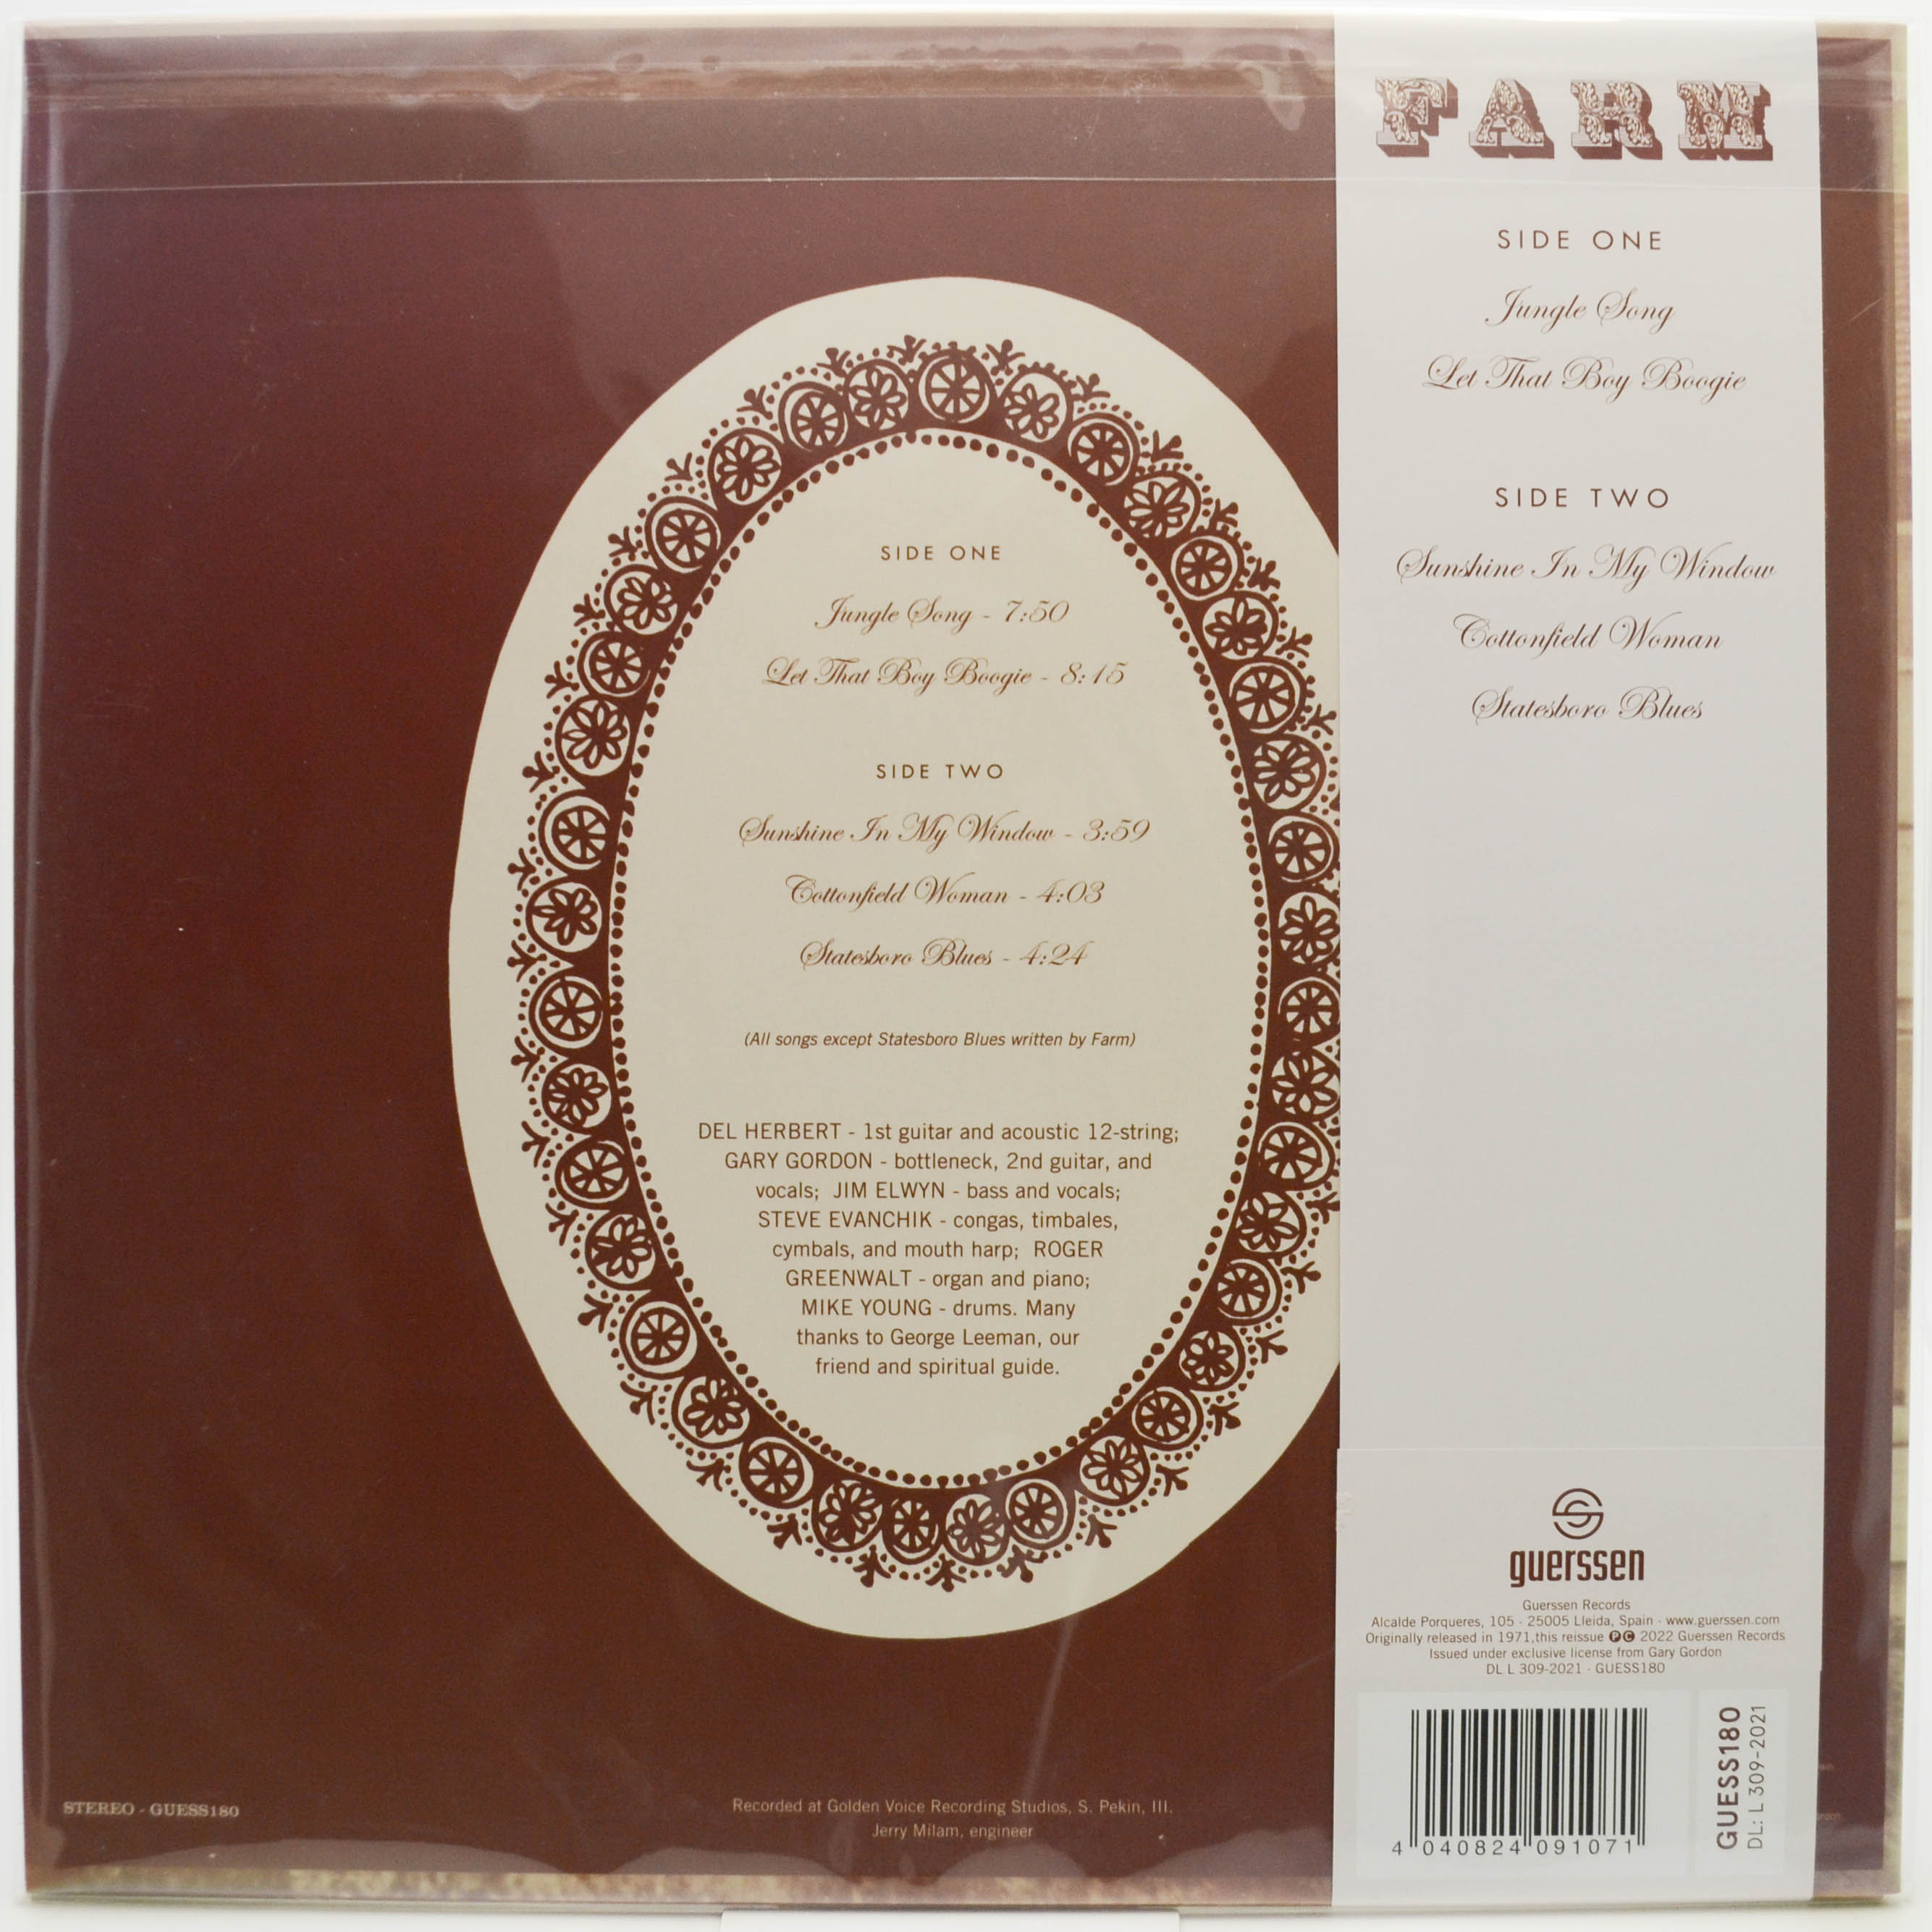 SIDE ONE
Jungle Song - 7:50
Let That Boy Boogie - 8:15
SIDE TWO
Sunshine In My Window - 3:59
Cottonfield Woman - 4:03
Statesboro Blues - 4:24
(All songs except Statesboro Blues written by Farm)
DEL HERBERT - 1st guitar and acoustic 12-string;
GARY GORDON - bottleneck, 2nd guitar, and
vocals; JIM ELWYN - bass and vocals;
STEVE EVANCHIK - congas, timbales,
cymbals, and mouth harp; ROGER
GREENWALT - organ and piano;
MIKE YOUNG - drums. Many
thanks to George Leeman, our
friend and spiritual guide.
STEREO - GUESS180
Recorded at Golden Voice Recording Studios, S. Pekin, Ill.
Jerry Milam, engineer
FARM
SIDE ONE
Jungle Song
Let That Boy Boogie
SIDE TWO
Sunshine In My Window
Cottonfield Woman
Statesboro Blues
guerssen
Guerssen Records
Alcalde Porqueres, 105 - 25005 Lleida, Spain - www.guerssen.com
Originally released in 1971,this reissue Ⓟ© 2022 Guerssen Records
Issued under exclusive license from Gary Gordon
DL L 309-2021 - GUESS180
4 040824 091071
GUESS180
DL: L 309-2021